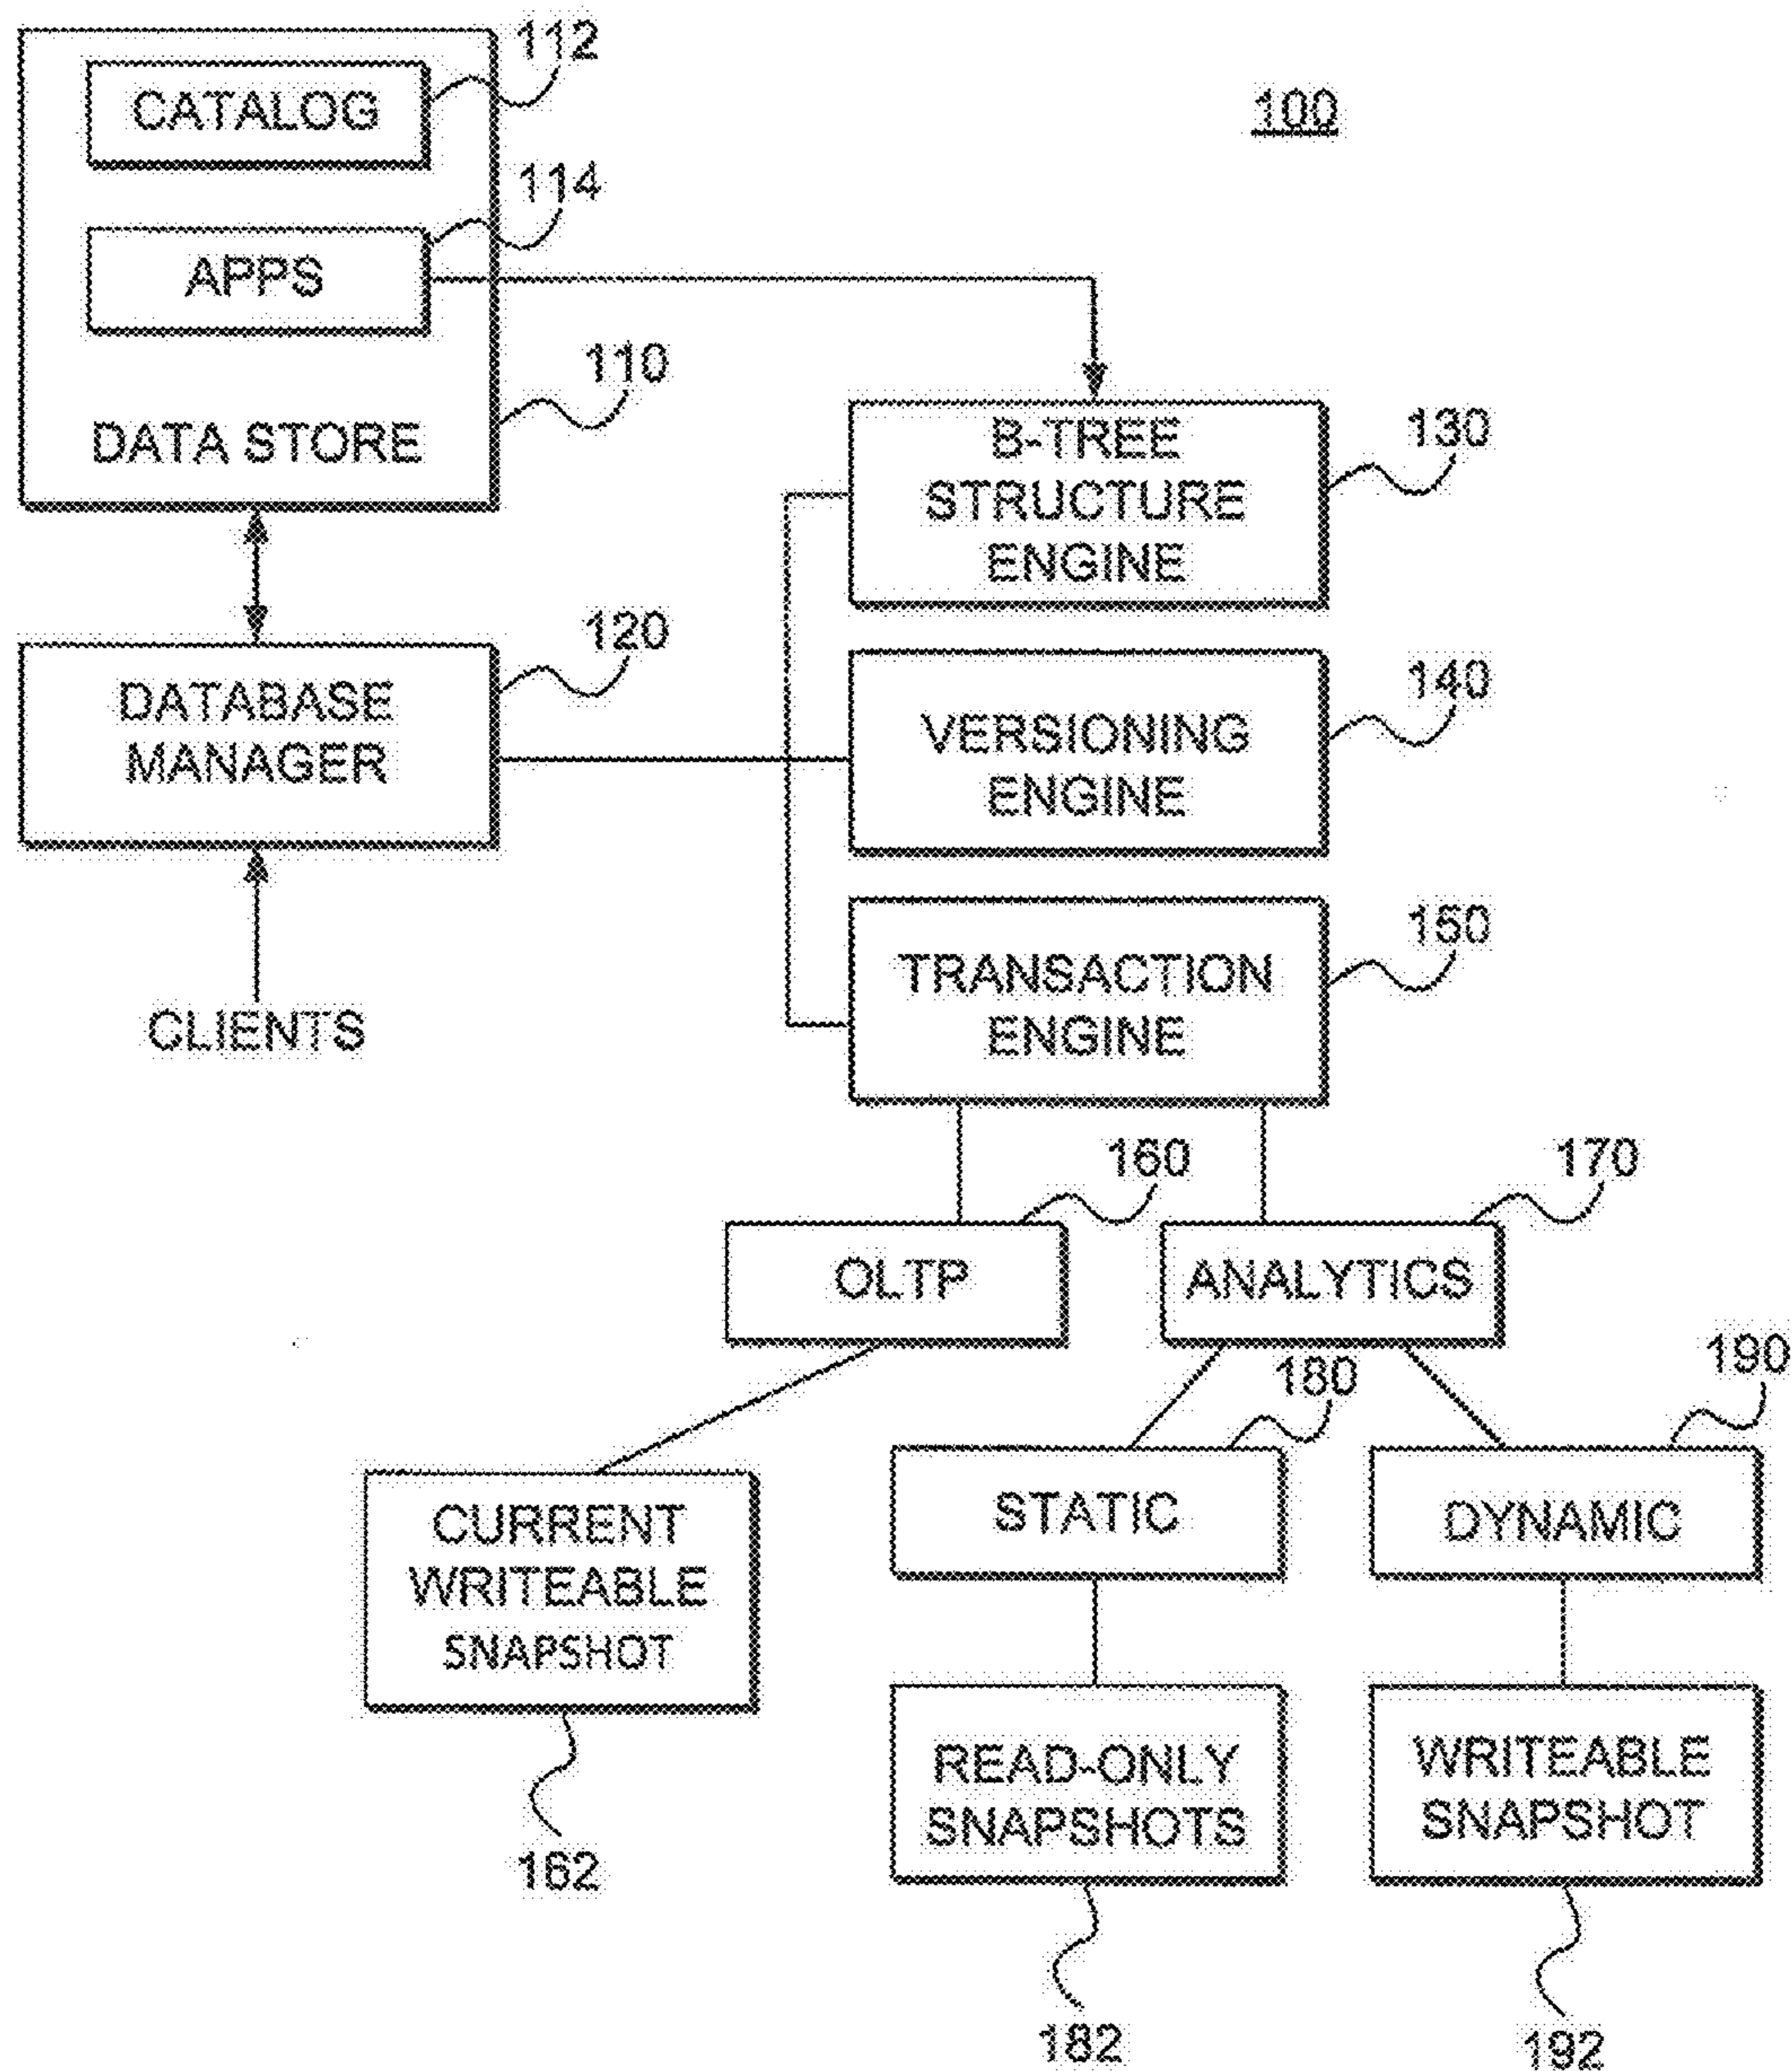 112
CATALOG
100
114
APPS
110
DATA STORE
B-TREE
STRUCTURE
ENGINE
130
120
DATABASE
MANAGER
140
VERSIONING
ENGINE
150
TRANSACTION
ENGINE
CLIENTS
160
170
OLTP
ANALYTICS
180
190
CURRENT
WRITEABLE
SNAPSHOT
STATIC
DYNAMIC
READ-ONLY
SNAPSHOTS
WRITEABLE
SNAPSHOT
162
182
192